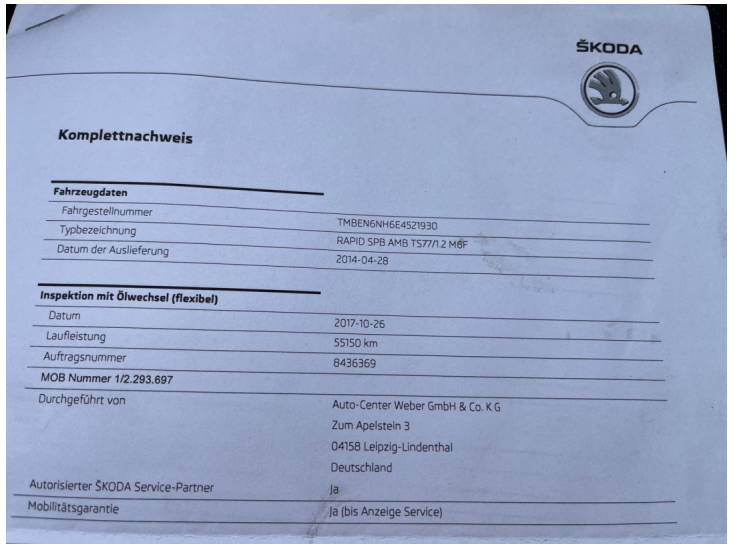 ŠKODA
Komplettnachweis
Fahrzeugdaten
Fahrgestellnummer TMBEN6NH6E4521930
Typbezeichnung RAPID SPB AMB TS77/1.2 M6F
Datum der Auslieferung 2014-04-28
Inspektion mit Ölwechsel (flexibel)
Datum 2017-10-26
Laufleistung 55150 km
Auftragsnummer 8436369
MOB Nummer 1/2.293.697
Durchgeführt von Auto-Center Weber GmbH & Co. K G
Zum Apelstein 3
04158 Leipzig-Lindenthal
Deutschland
Autorisierter ŠKODA Service-Partner Ja
Mobilitätsgarantie Ja (bis Anzeige Service)